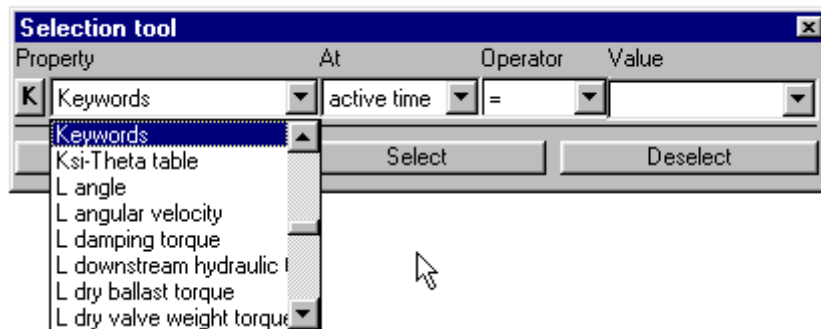 Selection tool
Property At Operator Value
K Keywords active time =
Keywords
Ksi-Theta table
Select Deselect
L angle
L angular velocity
L damping torque
L downstream hydraulic
L dry ballast torque
L dry valve weight torque